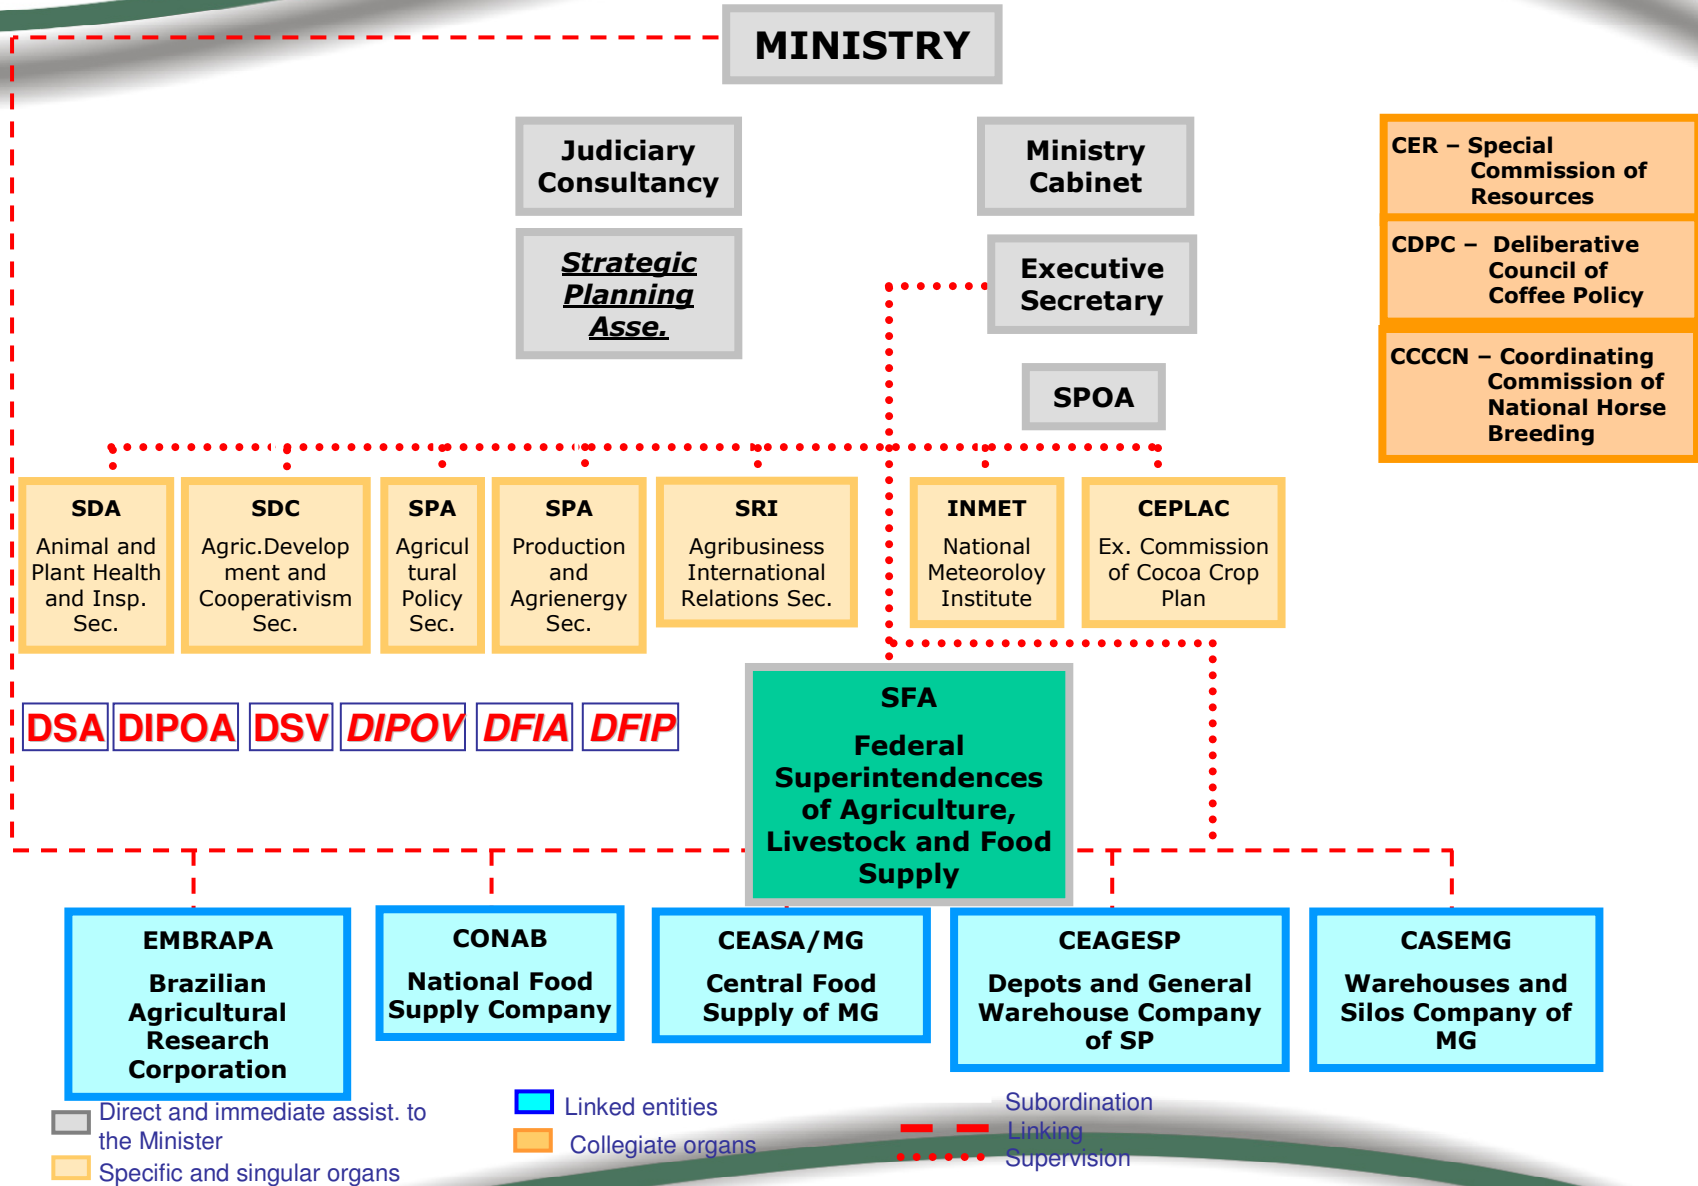 MINISTRY
Judiciary
Consultancy
Ministry
Cabinet
CER – Special
Commission of
Resources
Strategic
Planning
Asse.
Executive
Secretary
CDPC – Deliberative
Council of
Coffee Policy
SPOA
CCCCN – Coordinating
Commission of
National Horse
Breeding
SDA
Animal and
Plant Health
and Insp.
Sec.
SDC
Agric.Develop
ment and
Cooperativism
Sec.
SPA
Agricul
tural
Policy
Sec.
SPA
Production
and
Agrienergy
Sec.
SRI
Agribusiness
International
Relations Sec.
INMET
National
Meteoroloy
Institute
CEPLAC
Ex. Commission
of Cocoa Crop
Plan
DSA DIPOA DSV DIPOV DFIA DFIP
SFA
Federal
Superintendences
of Agriculture,
Livestock and Food
Supply
EMBRAPA
Brazilian
Agricultural
Research
Corporation
CONAB
National Food
Supply Company
CEASA/MG
Central Food
Supply of MG
CEAGESP
Depots and General
Warehouse Company
of SP
CASEMG
Warehouses and
Silos Company of
MG
Direct and immediate assist. to
the Minister
Specific and singular organs
Linked entities
Collegiate organs
Subordination
Linking
Supervision